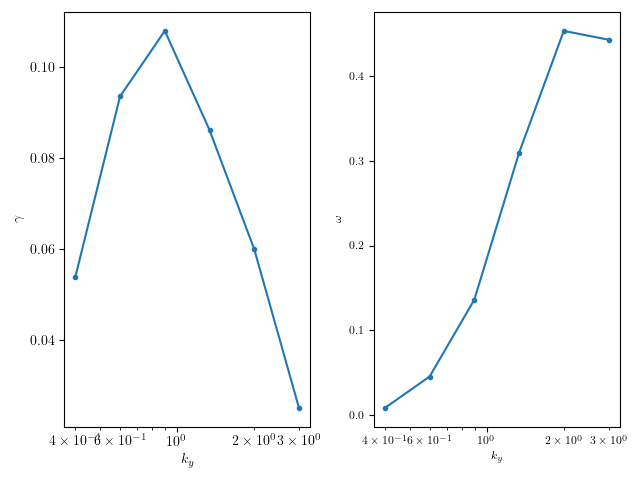 0.10
0.08
0.06
0.04
γ
4 × 10⁻¹
6 × 10⁻¹
10⁰
2 × 10⁰
3 × 10⁰
k_y
0.4
0.3
0.2
0.1
0.0
ω
4 × 10⁻¹
6 × 10⁻¹
10⁰
2 × 10⁰
3 × 10⁰
k_y